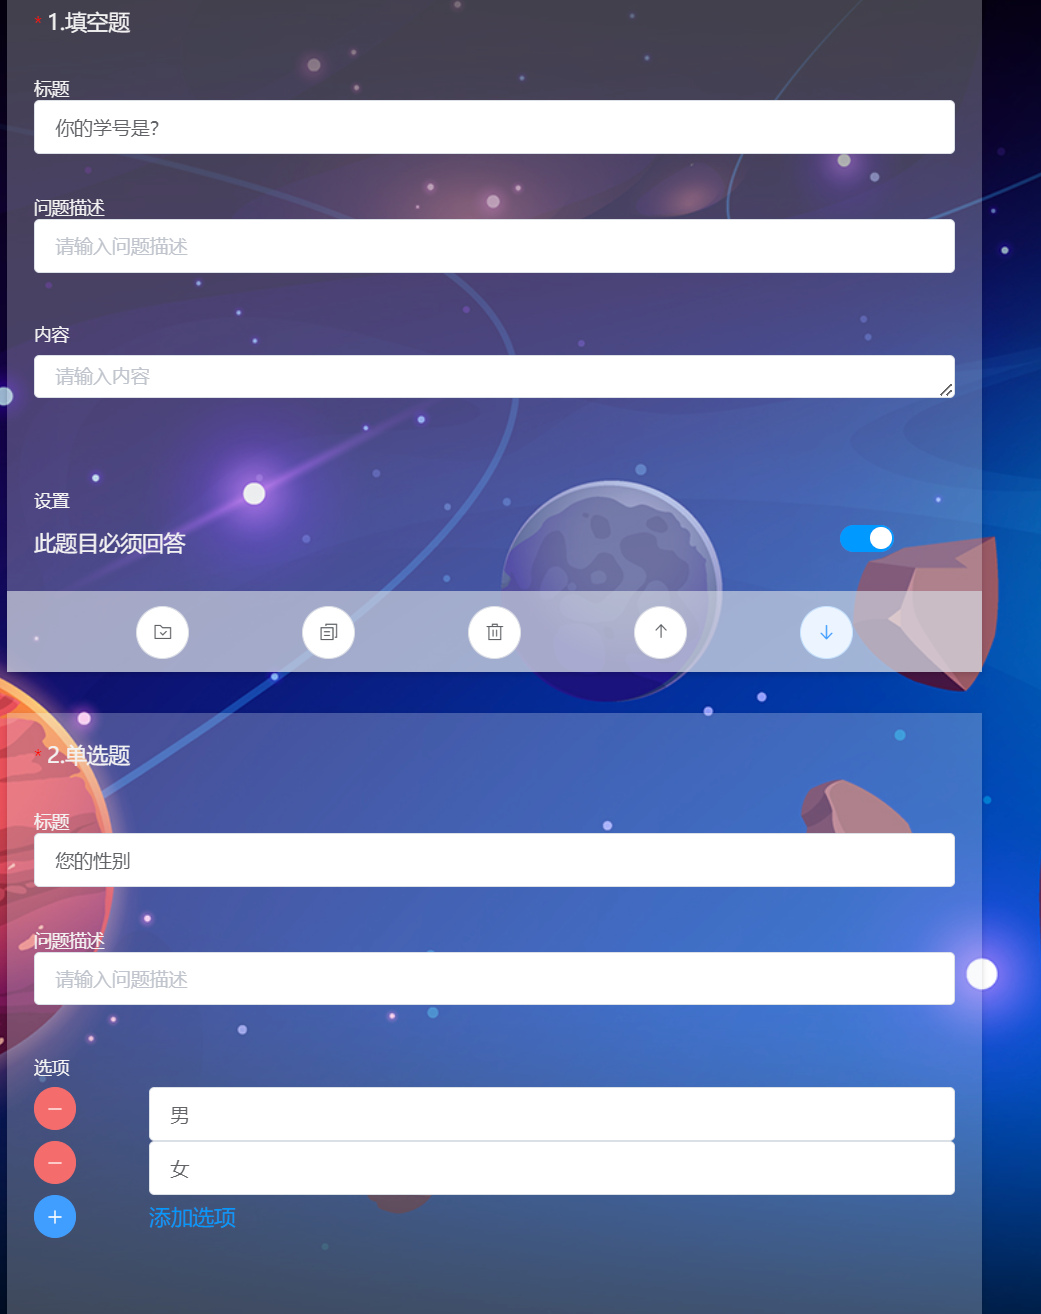 * 1.填空题
标题
你的学号是?
问题描述
请输入问题描述
内容
请输入内容
设置
此题目必须回答
* 2.单选题
标题
您的性别
问题描述
请输入问题描述
选项
男
女
添加选项